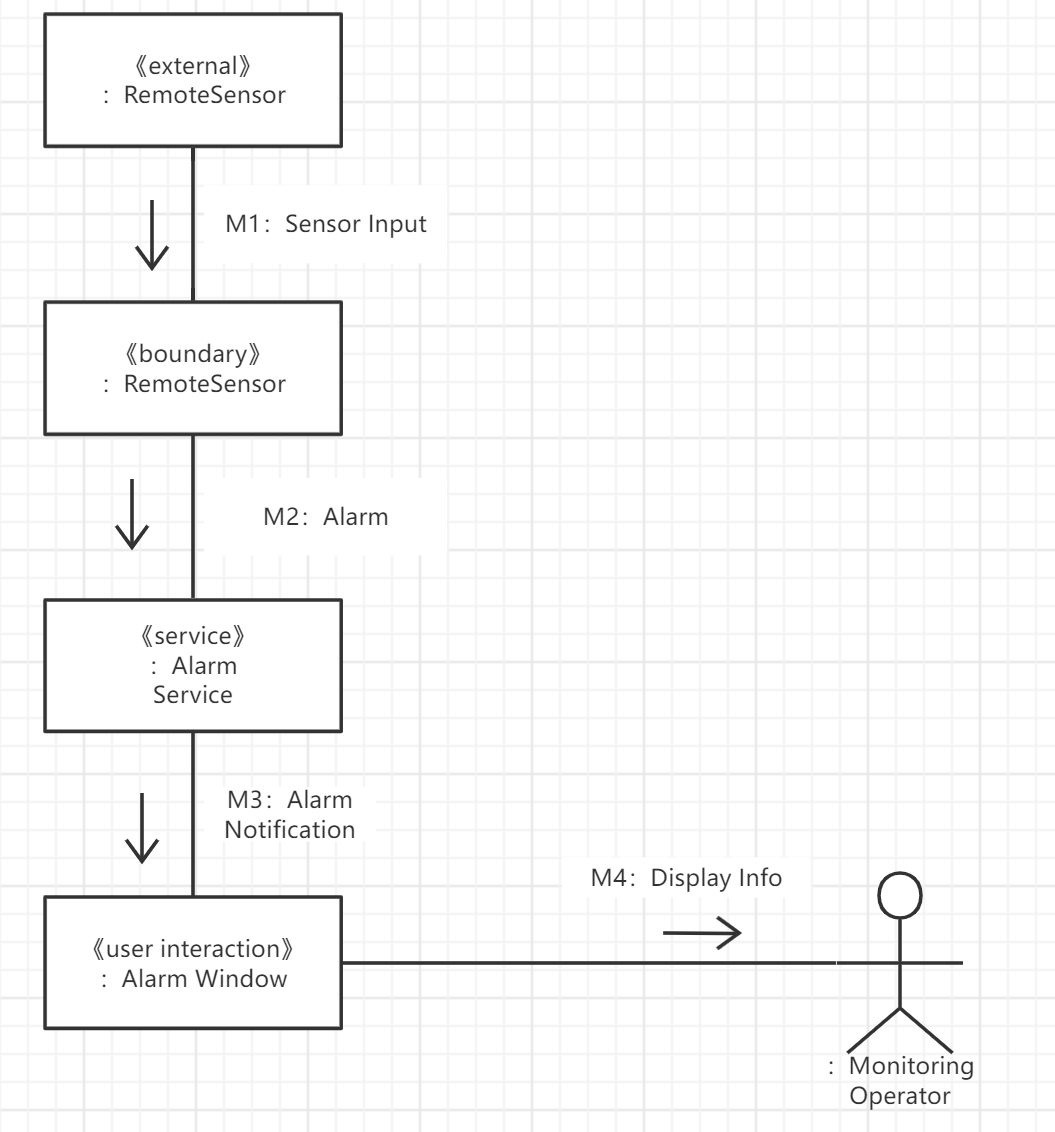 《external》
：RemoteSensor
M1：Sensor Input
《boundary》
：RemoteSensor
M2：Alarm
《service》
：Alarm
Service
M3：Alarm
Notification
M4：Display Info
《user interaction》
：Alarm Window
：Monitoring
Operator